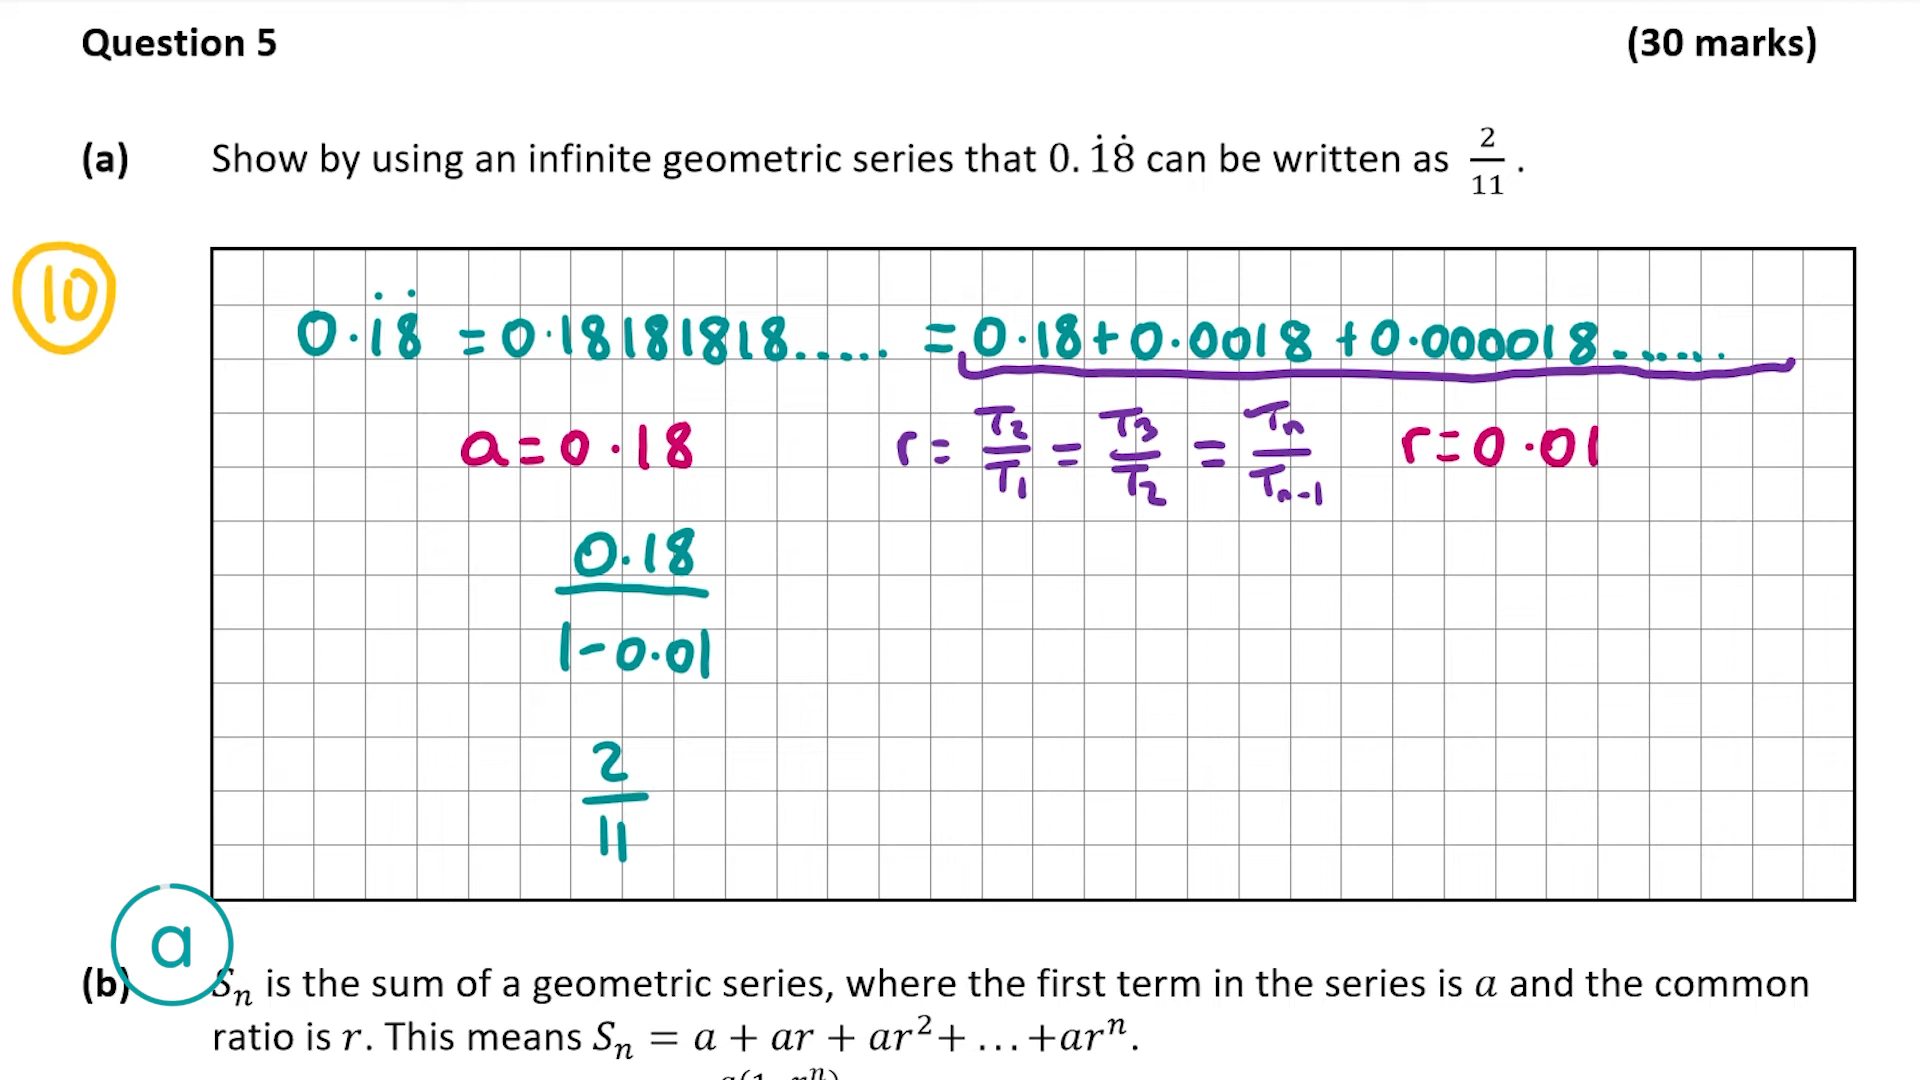 Question 5 (30 marks)
(a) Show by using an infinite geometric series that 0.1̇8̇ can be written as 2/11 .
10
0.1̇8̇ = 0.18181818..... = 0.18 + 0.0018 + 0.000018......
a = 0.18 r = T₂/T₁ = T₃/T₂ = Tₙ/Tₙ₋₁ r = 0.01
0.18
1 - 0.01
2
11
a
(b) Sₙ is the sum of a geometric series, where the first term in the series is a and the common
ratio is r. This means Sₙ = a + ar + ar² + ... + arⁿ.